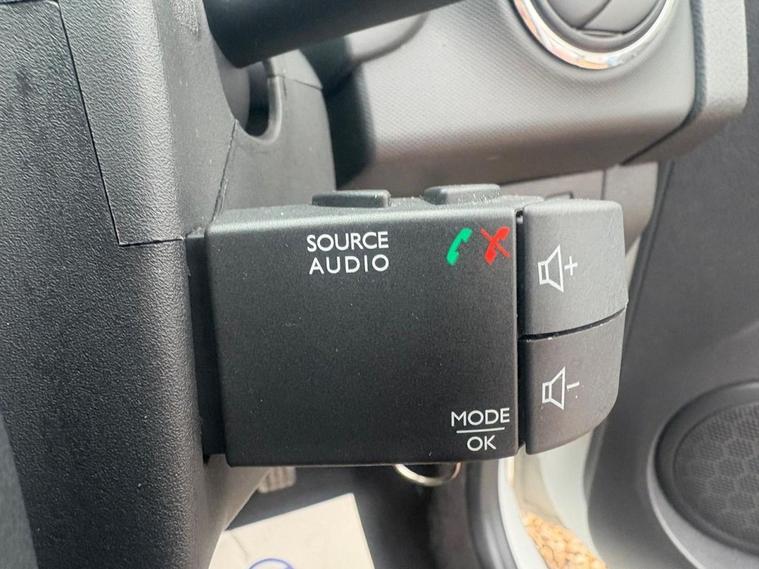 SOURCE
AUDIO
+
-
MODE
OK